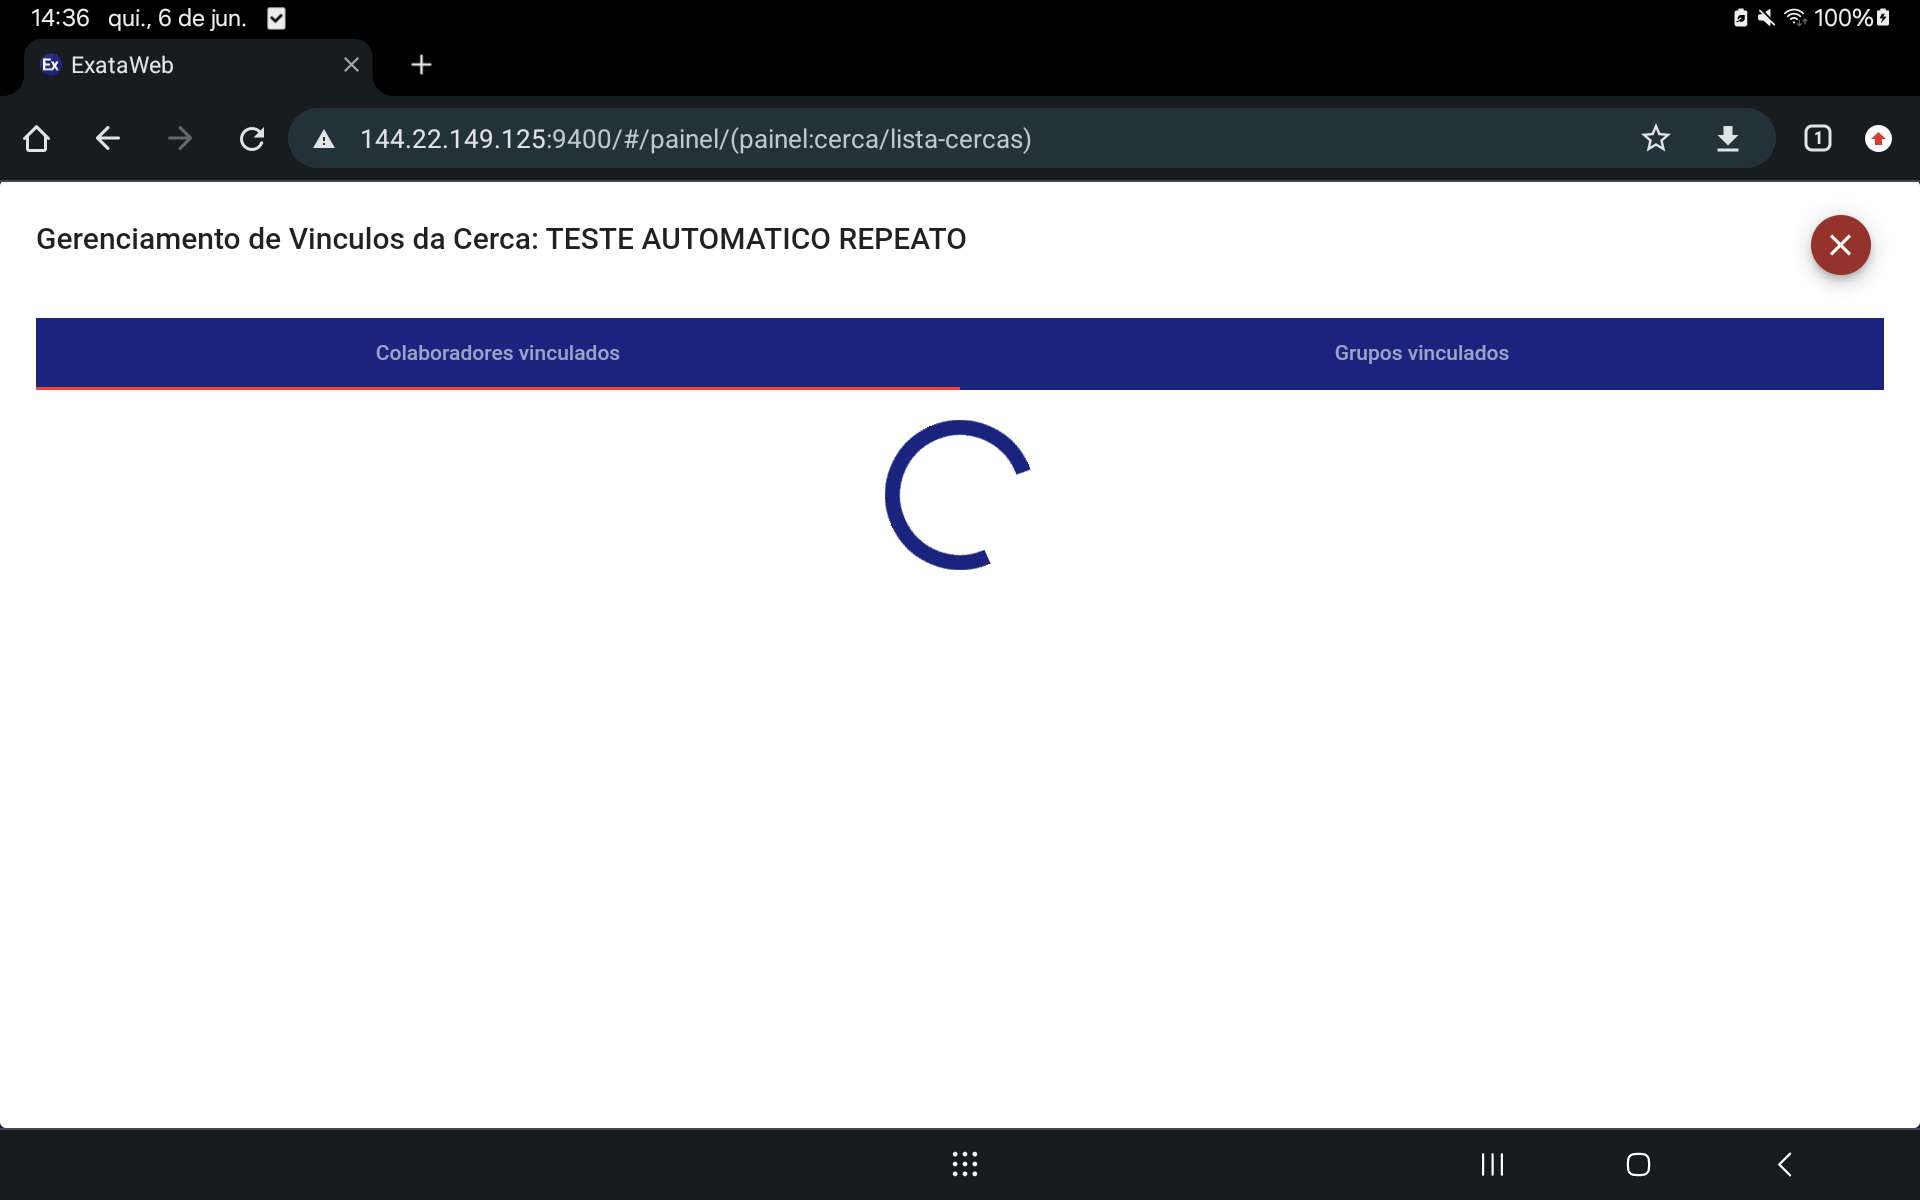 14:36 qui., 6 de jun. 100%
Ex ExataWeb
144.22.149.125:9400/#/painel/(painel:cerca/lista-cercas) 1
Gerenciamento de Vinculos da Cerca: TESTE AUTOMATICO REPEATO
Colaboradores vinculados Grupos vinculados